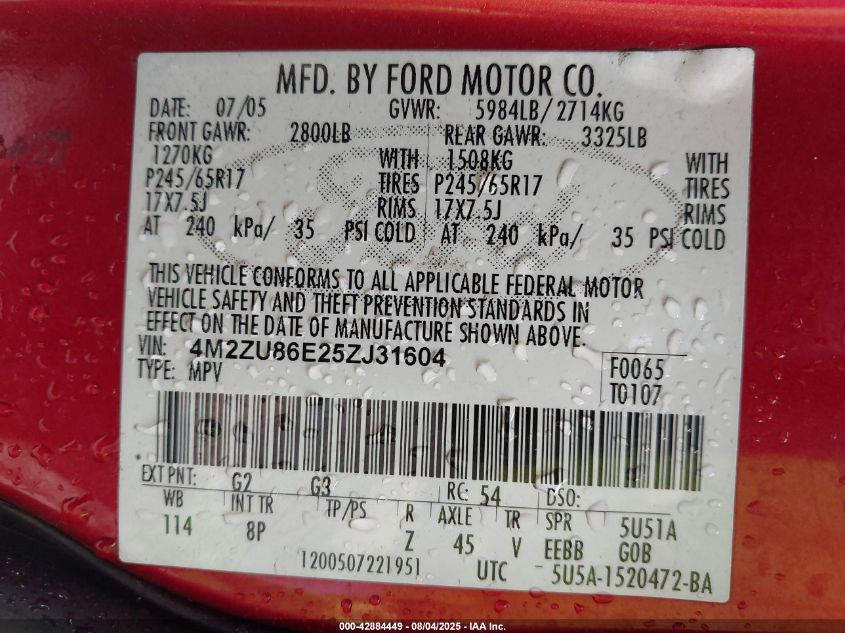 MFD. BY FORD MOTOR CO.
DATE: 07/05 GVWR: 5984LB/2714KG
FRONT GAWR: 2800LB REAR GAWR: 3325LB
1270KG WITH 1508KG WITH
P245/65R17 TIRES P245/65R17 TIRES
17X7.5J RIMS 17X7.5J RIMS
AT 240 kPa/ 35 PSI COLD AT 240 kPa/ 35 PSI COLD
THIS VEHICLE CONFORMS TO ALL APPLICABLE FEDERAL MOTOR
VEHICLE SAFETY AND THEFT PREVENTION STANDARDS IN
EFFECT ON THE DATE OF MANUFACTURE SHOWN ABOVE.
VIN: 4M2ZU86E25ZJ31604 F0065
TYPE: MPV T0107
EXT PNT: G2 G3 RC: 54 DSO:
WB INT TR TP/PS R AXLE TR SPR 5U51A
114 8P Z 45 V EEBB GOB
1200507221951 UTC 5U5A-1520472-BA
000-42884449 - 08/04/2025 - IAA Inc.